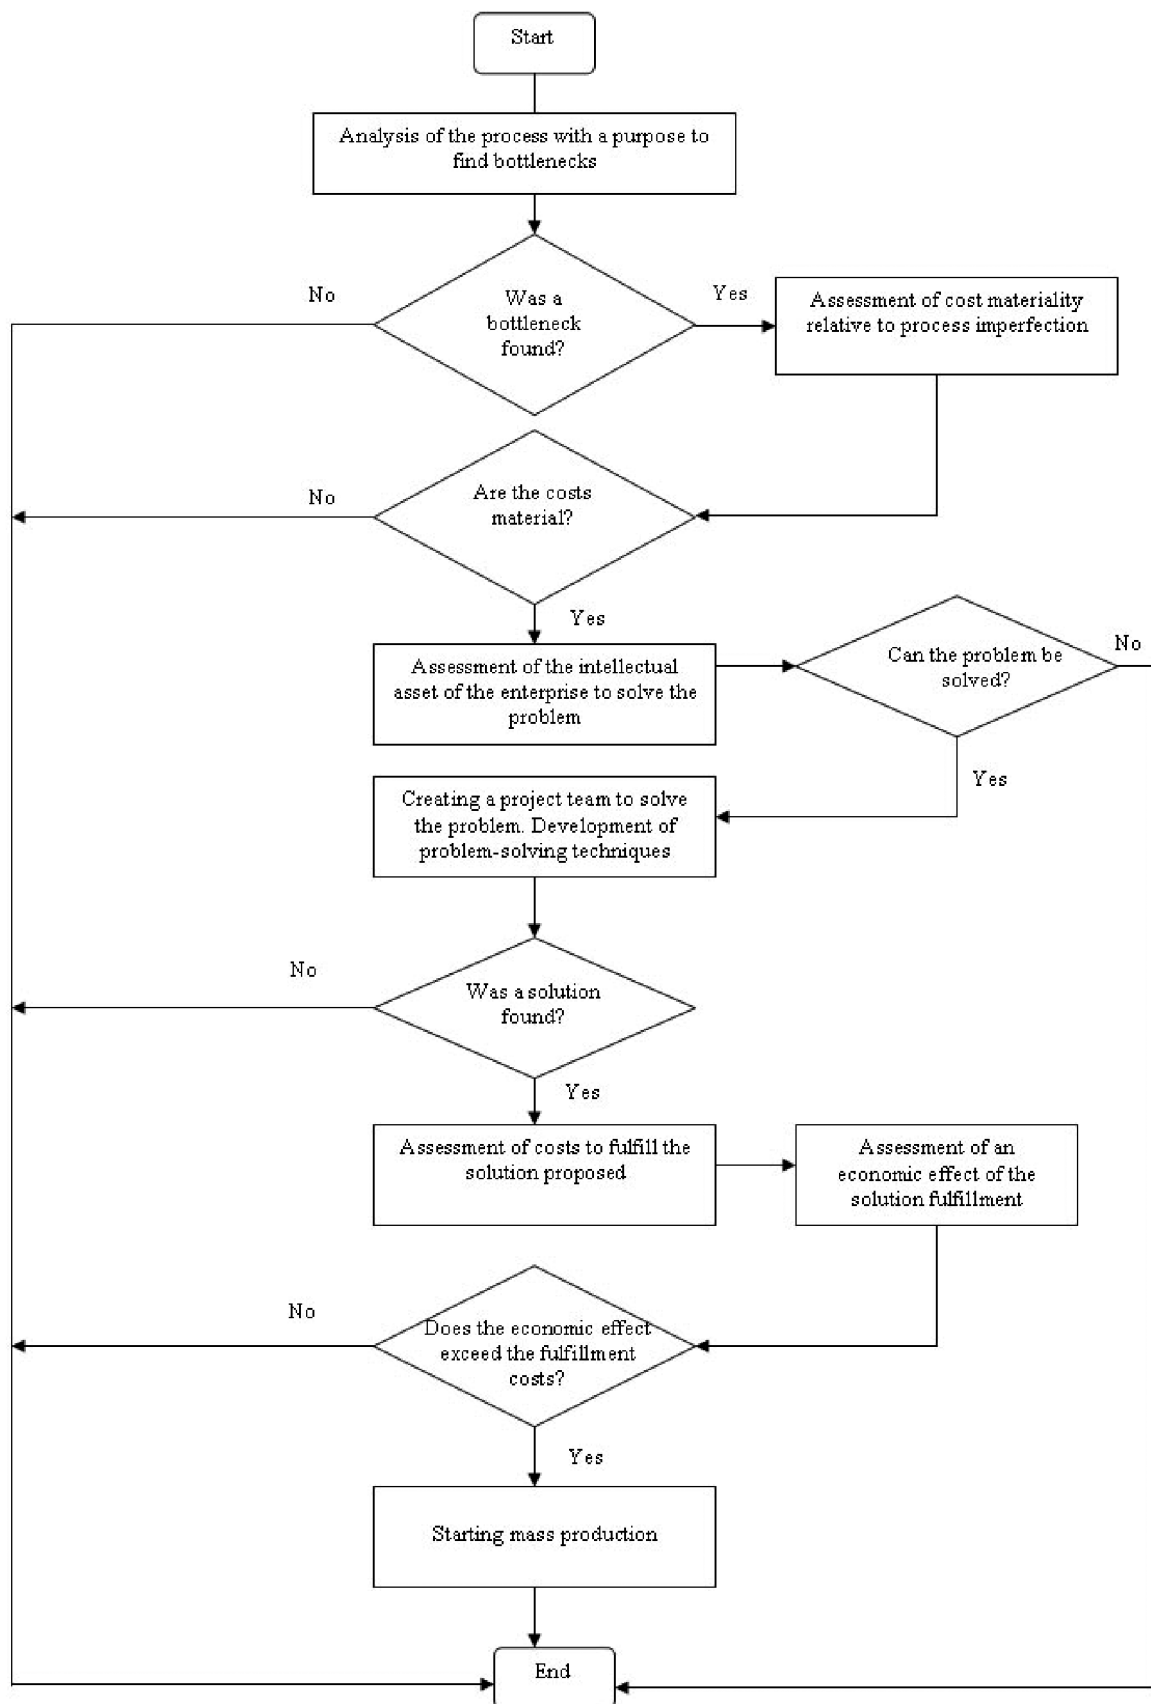 Start
Analysis of the process with a purpose to
find bottlenecks
No
Was a
bottleneck
found?
Yes
Assessment of cost materiality
relative to process imperfection
No
Are the costs
material?
Yes
Assessment of the intellectual
asset of the enterprise to solve the
problem
Can the problem be
solved?
No
Yes
Creating a project team to solve
the problem. Development of
problem-solving techniques
No
Was a solution
found?
Yes
Assessment of costs to fulfill the
solution proposed
Assessment of an
economic effect of the
solution fulfillment
No
Does the economic effect
exceed the fulfillment
costs?
Yes
Starting mass production
End